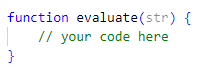 function evaluate(str) {
    // your code here
}